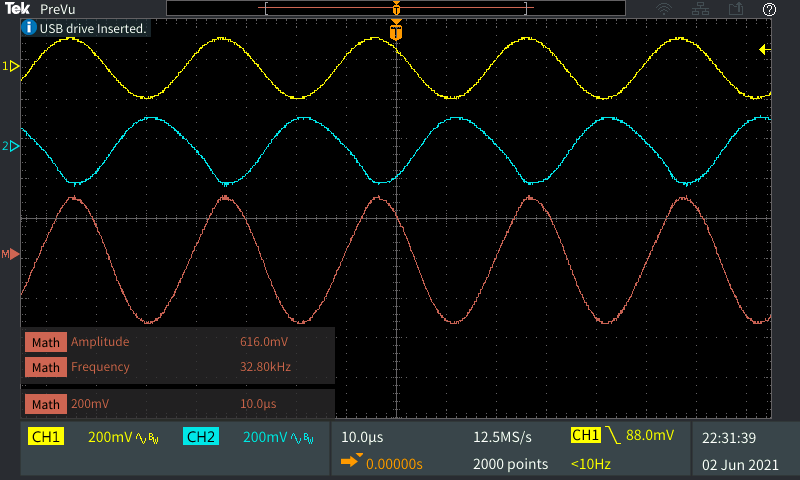 Tek PreVu
T
T
i USB drive Inserted.
1
2
M
Math Amplitude 616.0mV
Math Frequency 32.80kHz
Math 200mV 10.0µs
CH1 200mV BW CH2 200mV BW 10.0µs 12.5MS/s CH1 88.0mV 22:31:39
0.00000s 2000 points <10Hz 02 Jun 2021